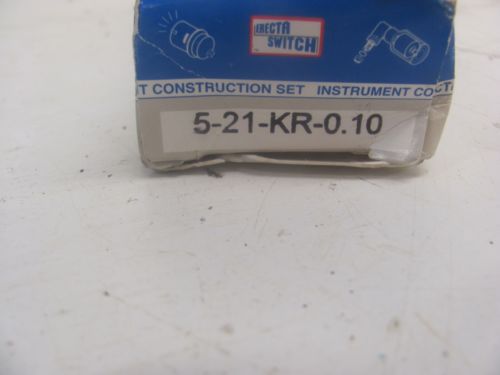 ERECTA
SWITCH
T CONSTRUCTION SET INSTRUMENT CO
5-21-KR-0.10